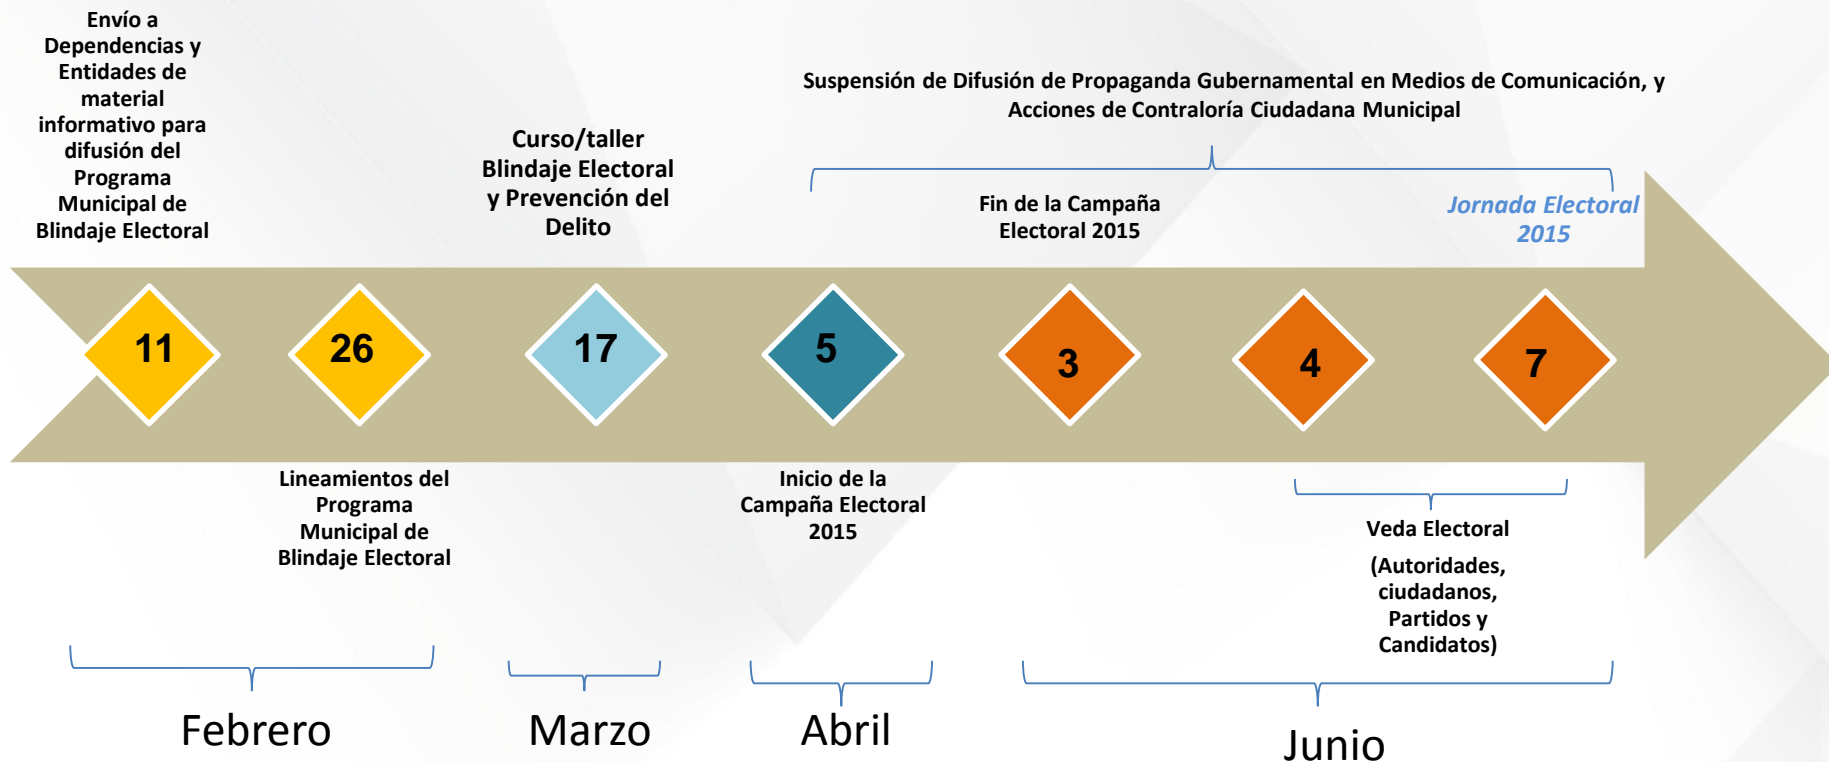 Envío a
Dependencias y
Entidades de
material
informativo para
difusión del
Programa
Municipal de
Blindaje Electoral
Curso/taller
Blindaje Electoral
y Prevención del
Delito
Suspensión de Difusión de Propaganda Gubernamental en Medios de Comunicación, y
Acciones de Contraloría Ciudadana Municipal
Fin de la Campaña
Electoral 2015
Jornada Electoral
2015
11
26
17
5
3
4
7
Lineamientos del
Programa
Municipal de
Blindaje Electoral
Inicio de la
Campaña Electoral
2015
Veda Electoral
(Autoridades,
ciudadanos,
Partidos y
Candidatos)
Febrero
Marzo
Abril
Junio